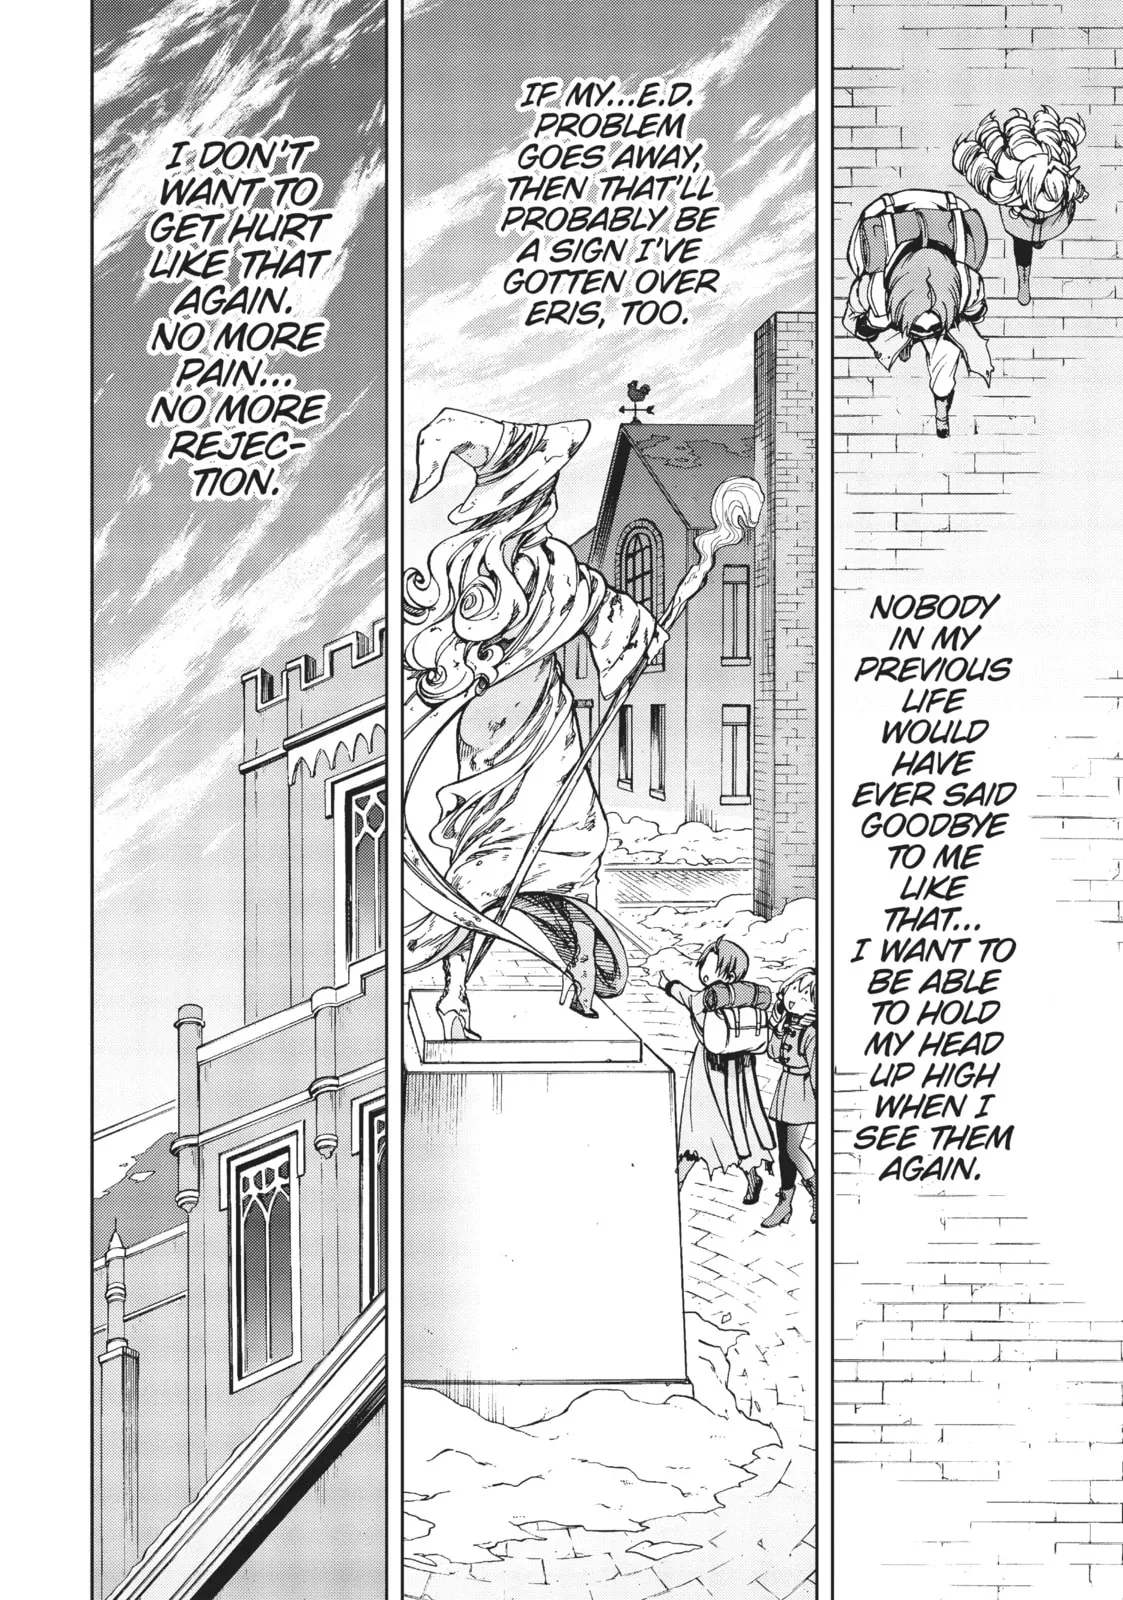 NOBODY
IN MY
PREVIOUS
LIFE
WOULD
HAVE
EVER SAID
GOODBYE
TO ME
LIKE
THAT...
I WANT TO
BE ABLE
TO HOLD
MY HEAD
UP HIGH
WHEN I
SEE THEM
AGAIN.
IF MY...E.D.
PROBLEM
GOES AWAY,
THEN THAT'LL
PROBABLY BE
A SIGN I'VE
GOTTEN OVER
ERIS, TOO.
I DON'T
WANT TO
GET HURT
LIKE THAT
AGAIN.
NO MORE
PAIN...
NO MORE
REJEC-
TION.